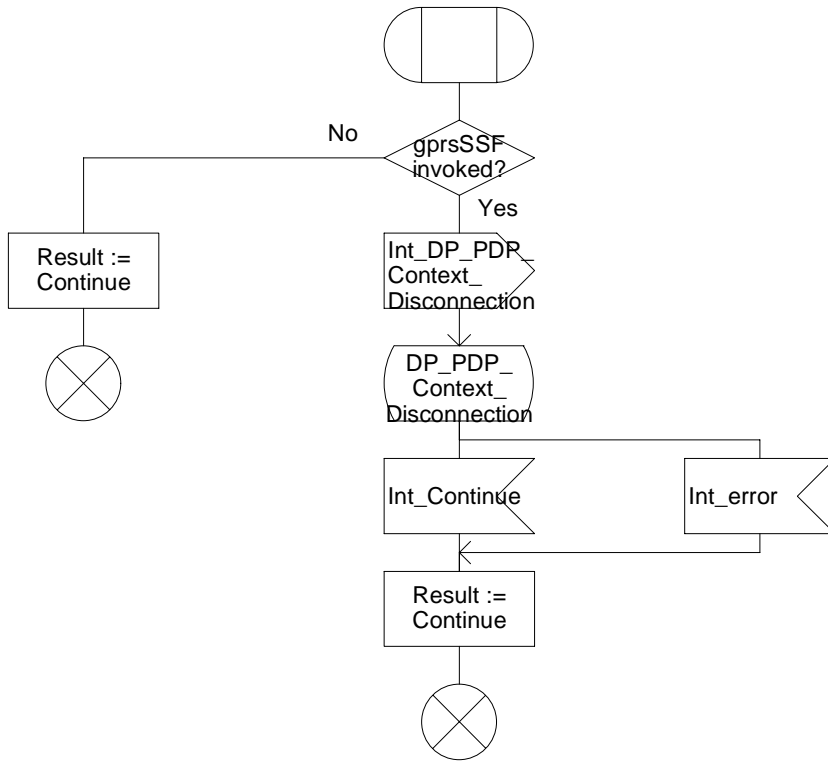 gprsSSF
invoked?
No
Yes
Result :=
Continue
Int_DP_PDP_
Context_
Disconnection
DP_PDP_
Context_
Disconnection
Int_Continue
Int_error
Result :=
Continue